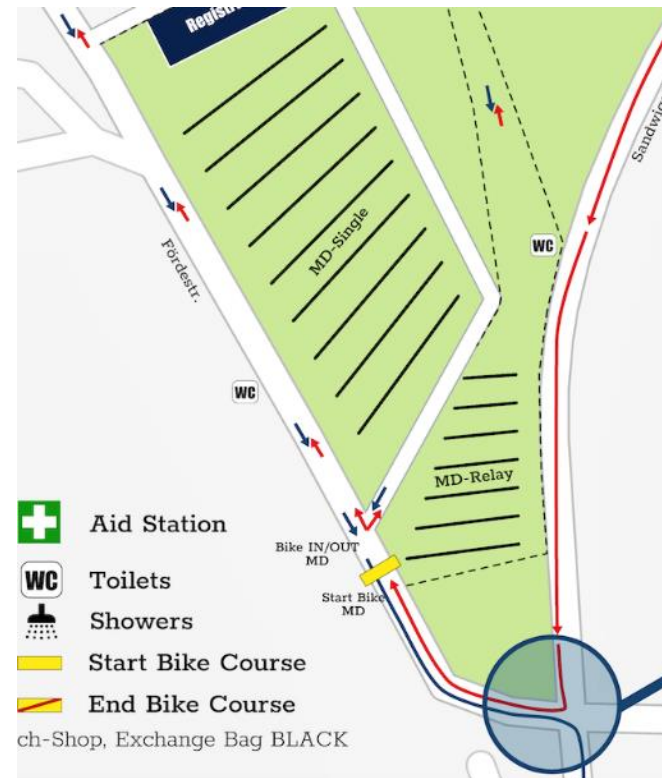 Sandwig
WC
MD-Single
Fördestr.
WC
MD-Relay
Bike IN/OUT
MD
Start Bike
MD
Aid Station
WC Toilets
Showers
Start Bike Course
End Bike Course
ch-Shop, Exchange Bag BLACK